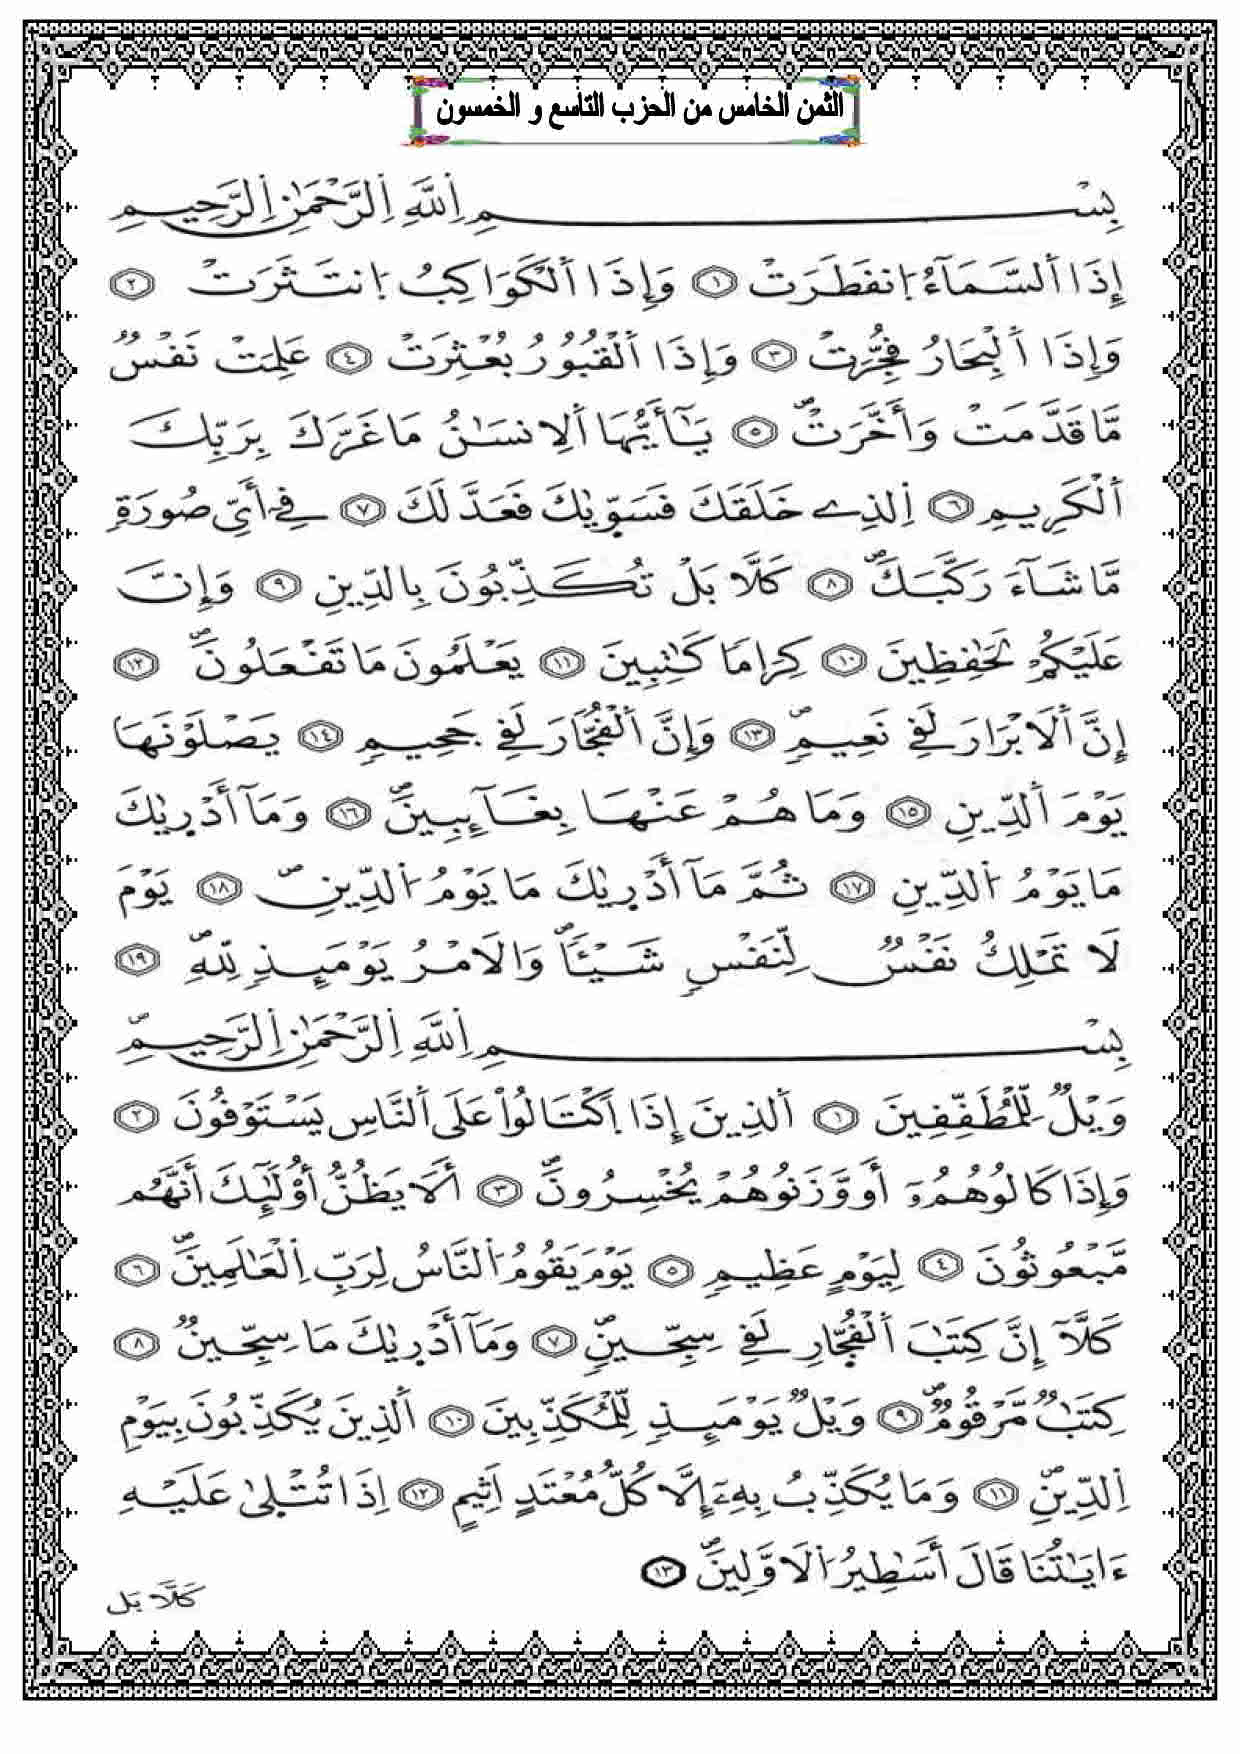 الثمن الخامس من الحزب التاسع و الخمسون
بِسْمِ اِ۬للَّهِ اِ۬لرَّحْمَٰنِ اِ۬لرَّحِيمِ
إِذَا اَ۬لسَّمَآءُ اُ۪نفَطَرَتْ ١ وَإِذَا اَ۬لْكَوَاكِبُ اُ۪نتَثَرَتْ ٢
وَإِذَا اَ۬لْبِحَارُ فُجِّرَتْ ٣ وَإِذَا اَ۬لْقُبُورُ بُعْثِرَتْ ٤ عَلِمَتْ نَفْسٌ
مَّا قَدَّمَتْ وَأَخَّرَتْۖ ٥ يَٰٓأَيُّهَا اَ۬لِانسَٰنُ مَا غَرَّكَ بِرَبِّكَ
اَ۬لْكَرِيمِ ٦ اِ۬لذِے خَلَقَكَ فَسَوّ۪يٰكَ فَعَدَّلَكَ ٧ فِےٓ أَيِّ صُورَةٖ
مَّا شَآءَ رَكَّبَكَۖ ٨ كَلَّا بَلْ تُكَذِّبُونَ بِالدِّينِ ٩ وَإِنَّ
عَلَيْكُمْ لَحَٰفِظِينَ ١٠ كِرَاماٗ كَٰتِبِينَ ١١ يَعْلَمُونَ مَا تَفْعَلُونَۖ ١٢
إِنَّ اَ۬لَابْرَارَ لَفِے نَعِيمٖۖ ١٣ وَإِنَّ اَ۬لْفُجَّارَ لَفِے جَحِيمٖ ١٤ يَصْلَوْنَهَا
يَوْمَ اَ۬لدِّينِ ١٥ وَمَا هُمْ عَنْهَا بِغَآئِبِينَۖ ١٦ وَمَآ أَدْر۪يٰكَ
مَا يَوْمُ اُ۬لدِّينِ ١٧ ثُمَّ مَآ أَدْر۪يٰكَ مَا يَوْمُ اُ۬لدِّينِۖ ١٨ يَوْمَ
لَا تَمْلِكُ نَفْسٌ لِّنَفْسٖ شَيْـٔاٗۖ وَالَامْرُ يَوْمَئِذٖ لِّلهِۖ ١٩
بِسْمِ اِ۬للَّهِ اِ۬لرَّحْمَٰنِ اِ۬لرَّحِيمِۖ
وَيْلٌ لِّلْمُطَفِّفِينَ ١ اَ۬لذِينَ إِذَا اَ۪كْتَالُواْ عَلَى اَ۬لنَّاسِ يَسْتَوْفُونَ ٢
وَإِذَا كَالُوهُمُۥٓ أَو وَّزَنُوهُمْ يُخْسِرُونَۖ ٣ أَلَا يَظُنُّ أُوْلَٰٓئِكَ أَنَّهُم
مَّبْعُوثُونَ ٤ لِيَوْمٍ عَظِيمٖ ٥ يَوْمَ يَقُومُ اُ۬لنَّاسُ لِرَبِّ اِ۬لْعَٰلَمِينَۖ ٦
كَلَّآ إِنَّ كِتَٰبَ اَ۬لْفُجَّارِ لَفِے سِجِّينٖۖ ٧ وَمَآ أَدْر۪يٰكَ مَا سِجِّينٌ ٨
كِتَٰبٌ مَّرْقُومٌۖ ٩ وَيْلٌ يَوْمَئِذٖ لِّلْمُكَذِّبِينَ ١٠ اَ۬لذِينَ يُكَذِّبُونَ بِيَوْمِ
اِ۬لدِّينِۖ ١١ وَمَا يُكَذِّبُ بِهِۦٓ إِلَّا كُلُّ مُعْتَدٍ اَثِيمٍ ١٢ اِذَا تُتْل۪يٰ عَلَيْهِ
ءَايَٰتُنَا قَالَ أَسَٰطِيرُ اُ۬لَاوَّلِينَۖ ١٣
كَلَّا بَل